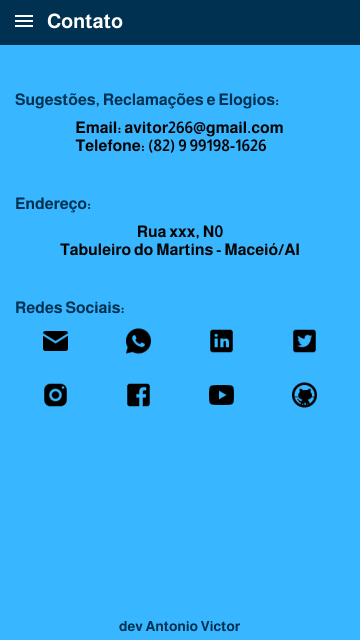 Contato
Sugestões, Reclamações e Elogios:
Email: avitor266@gmail.com
Telefone: (82) 9 9198-1626
Endereço:
Rua xxx, N0
Tabuleiro do Martins - Maceió/Al
Redes Sociais:
dev Antonio Victor